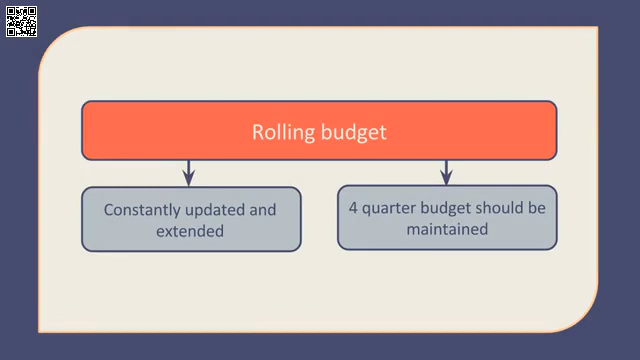 Rolling budget
Constantly updated and
extended
4 quarter budget should be
maintained